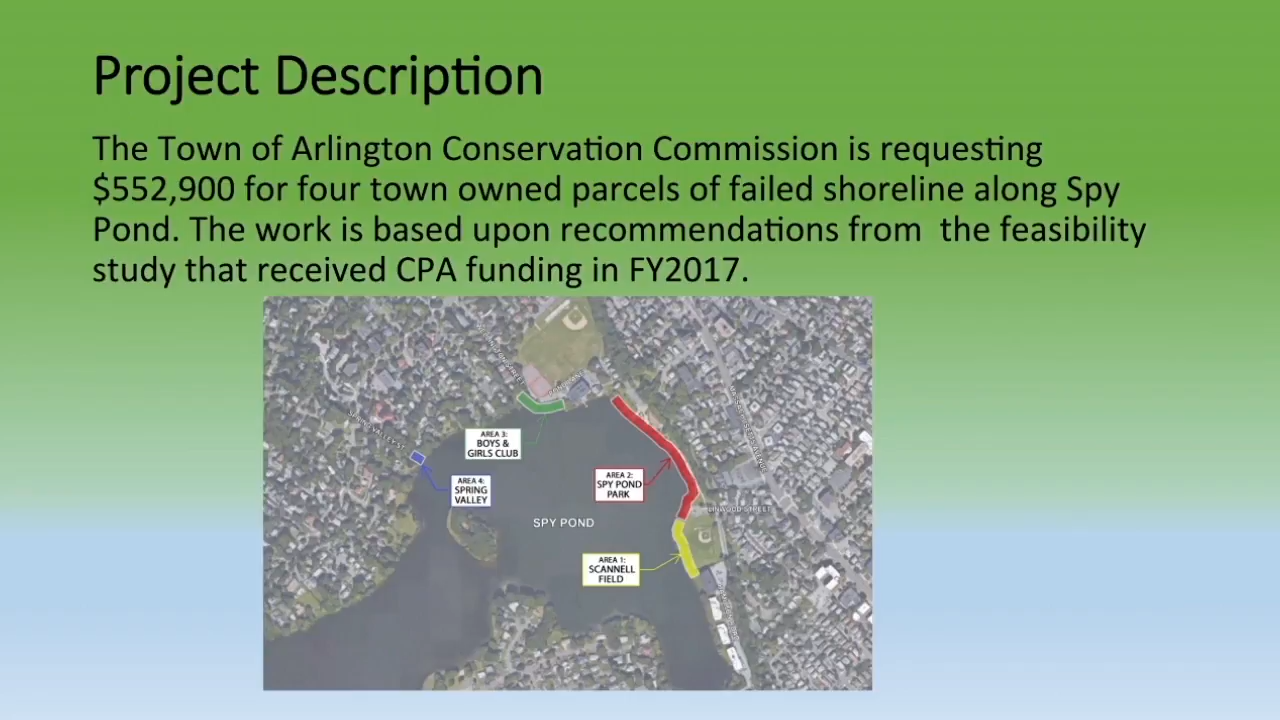 Project Description
The Town of Arlington Conservation Commission is requesting
$552,900 for four town owned parcels of failed shoreline along Spy
Pond. The work is based upon recommendations from  the feasibility
study that received CPA funding in FY2017.
SPRING VALLEY ST
AREA 3:
BOYS &
GIRLS CLUB
AREA 4:
SPRING
VALLEY
AREA 2:
SPY POND
PARK
LINWOOD STREET
SPY POND
AREA 1:
SCANNELL
FIELD